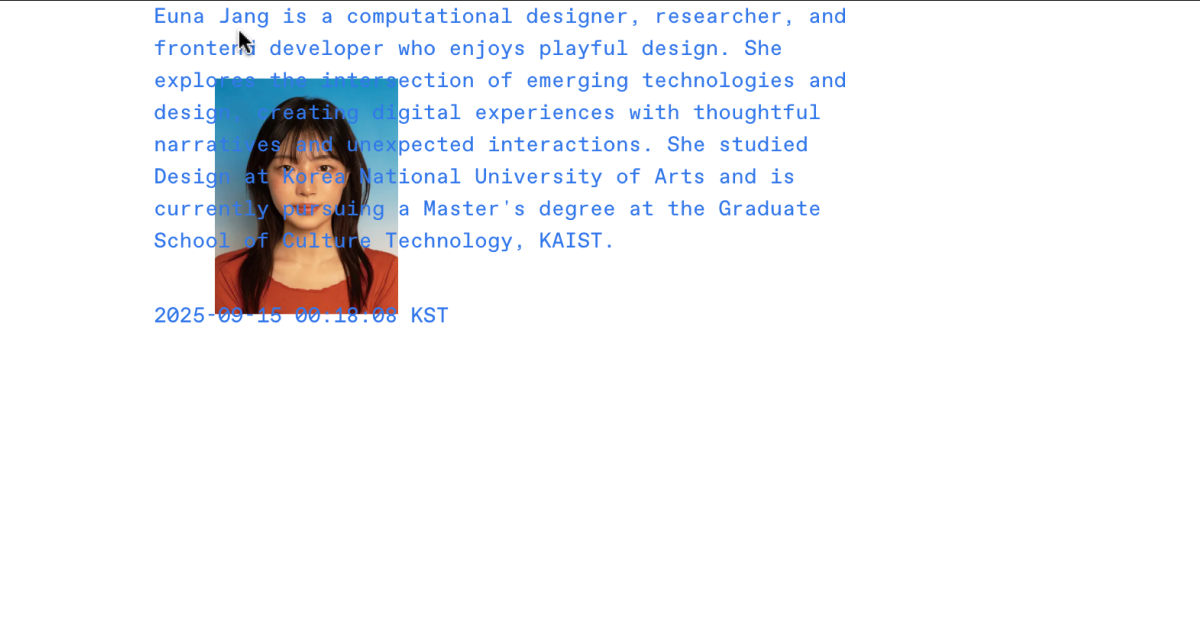 Euna Jang is a computational designer, researcher, and
frontend developer who enjoys playful design. She
explores the intersection of emerging technologies and
design, creating digital experiences with thoughtful
narratives and unexpected interactions. She studied
Design at Korea National University of Arts and is
currently pursuing a Master's degree at the Graduate
School of Culture Technology, KAIST.
2025-09-15 00:18:08 KST